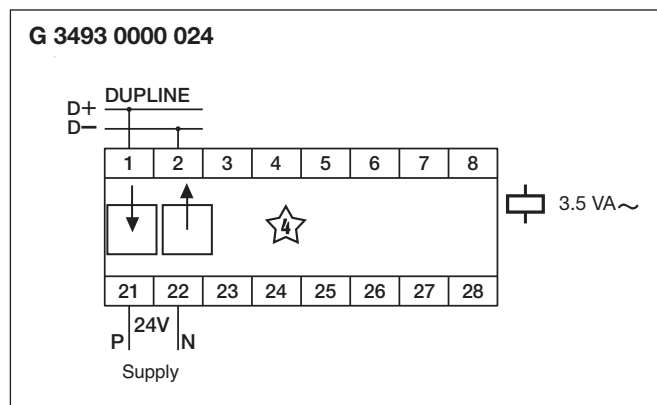 G 3493 0000 024
DUPLINE
D+
D−
1 2 3 4 5 6 7 8
4
3.5 VA∼
21 22 23 24 25 26 27 28
24V
P N
Supply